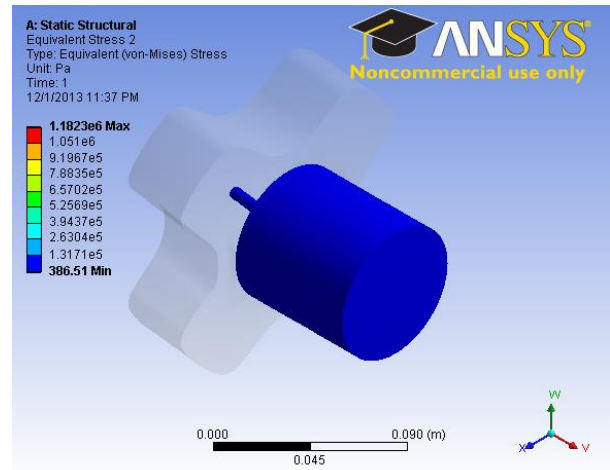 A: Static Structural
Equivalent Stress 2
Type: Equivalent (von-Mises) Stress
Unit: Pa
Time: 1
12/1/2013 11:37 PM
ANSYS
Noncommercial use only
1.1823e6 Max
1.051e6
9.1967e5
7.8835e5
6.5702e5
5.2569e5
3.9437e5
2.6304e5
1.3171e5
386.51 Min
0.000
0.090 (m)
0.045
W
X
Y